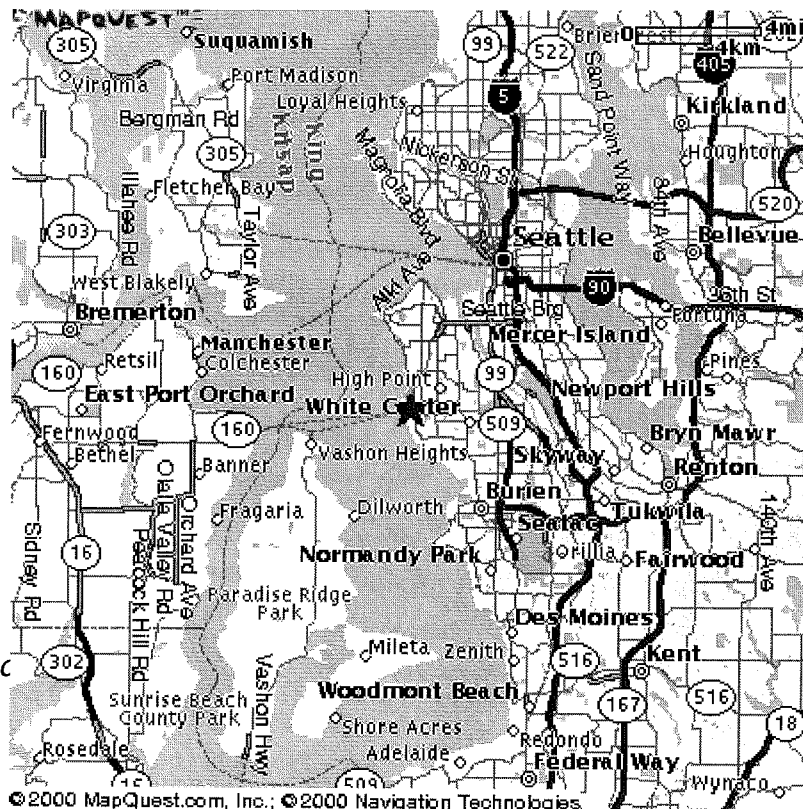 MAPQUEST
305
Suquamish
99
522
Brier
0
4mi
4km
405
Virginia
Port Madison
Loyal Heights
5
Kirkland
Bergman Rd
Sand Point Way
King
Kitsap
Magnolia Blvd
Nickerson St
Houghton
305
Illahee Rd
Fletcher Bay
84th Ave
520
303
Taylor Ave
Seattle
Bellevue
West Blakely
Alki Ave
90
36th St
Bremerton
Seattle Brg
Fortuna
Manchester
Mercer Island
Retsil
Colchester
160
High Point
99
Pines
East Port Orchard
White Center
Newport Hills
160
509
Fernwood
Bryn Mawr
Bethel
Banner
Vashon Heights
Skyway
Renton
Olalla Valley Rd
Orchard Ave
Burien
Fragaria
Dilworth
Tukwila
Seatac
Sidney Rd
16
Peacock Hill Rd
Normandy Park
Orillia
Fairwood
140th Ave
Paradise Ridge
Park
Des Moines
302
Mileta
Zenith
516
Kent
Vashon Hwy
Woodmont Beach
516
Sunrise Beach
County Park
167
Shore Acres
18
Rosedale
Adelaide
Redondo
Federal Way
16
509
Wynaco
©2000 MapQuest.com, Inc.; ©2000 Navigation Technologies